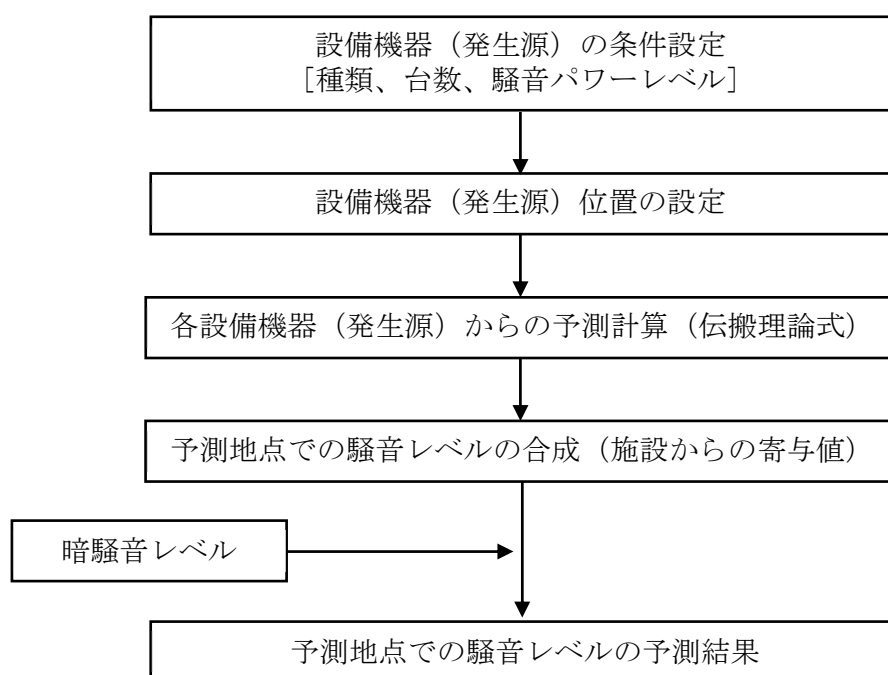 設備機器（発生源）の条件設定
［種類、台数、騒音パワーレベル］
設備機器（発生源）位置の設定
各設備機器（発生源）からの予測計算（伝搬理論式）
予測地点での騒音レベルの合成（施設からの寄与値）
暗騒音レベル
予測地点での騒音レベルの予測結果